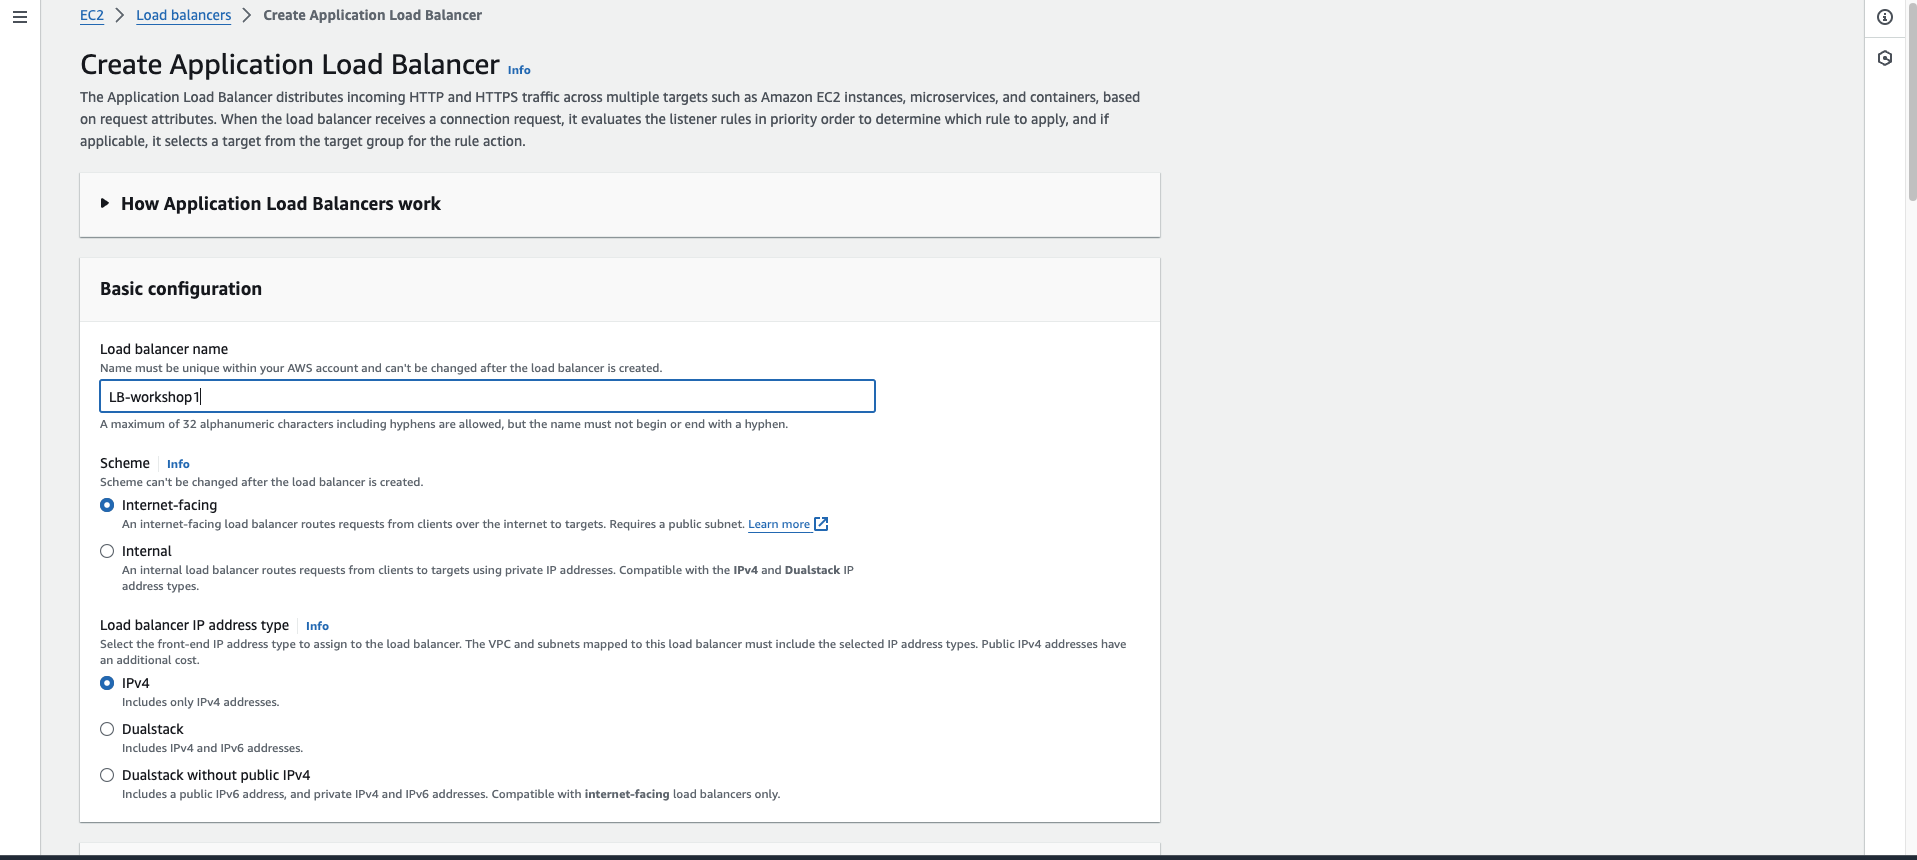 EC2 > Load balancers > Create Application Load Balancer
Create Application Load Balancer Info
The Application Load Balancer distributes incoming HTTP and HTTPS traffic across multiple targets such as Amazon EC2 instances, microservices, and containers, based
on request attributes. When the load balancer receives a connection request, it evaluates the listener rules in priority order to determine which rule to apply, and if
applicable, it selects a target from the target group for the rule action.
How Application Load Balancers work
Basic configuration
Load balancer name
Name must be unique within your AWS account and can't be changed after the load balancer is created.
LB-workshop1
A maximum of 32 alphanumeric characters including hyphens are allowed, but the name must not begin or end with a hyphen.
Scheme Info
Scheme can't be changed after the load balancer is created.
Internet-facing
An internet-facing load balancer routes requests from clients over the internet to targets. Requires a public subnet. Learn more
Internal
An internal load balancer routes requests from clients to targets using private IP addresses. Compatible with the IPv4 and Dualstack IP
address types.
Load balancer IP address type Info
Select the front-end IP address type to assign to the load balancer. The VPC and subnets mapped to this load balancer must include the selected IP address types. Public IPv4 addresses have
an additional cost.
IPv4
Includes only IPv4 addresses.
Dualstack
Includes IPv4 and IPv6 addresses.
Dualstack without public IPv4
Includes a public IPv6 address, and private IPv4 and IPv6 addresses. Compatible with internet-facing load balancers only.